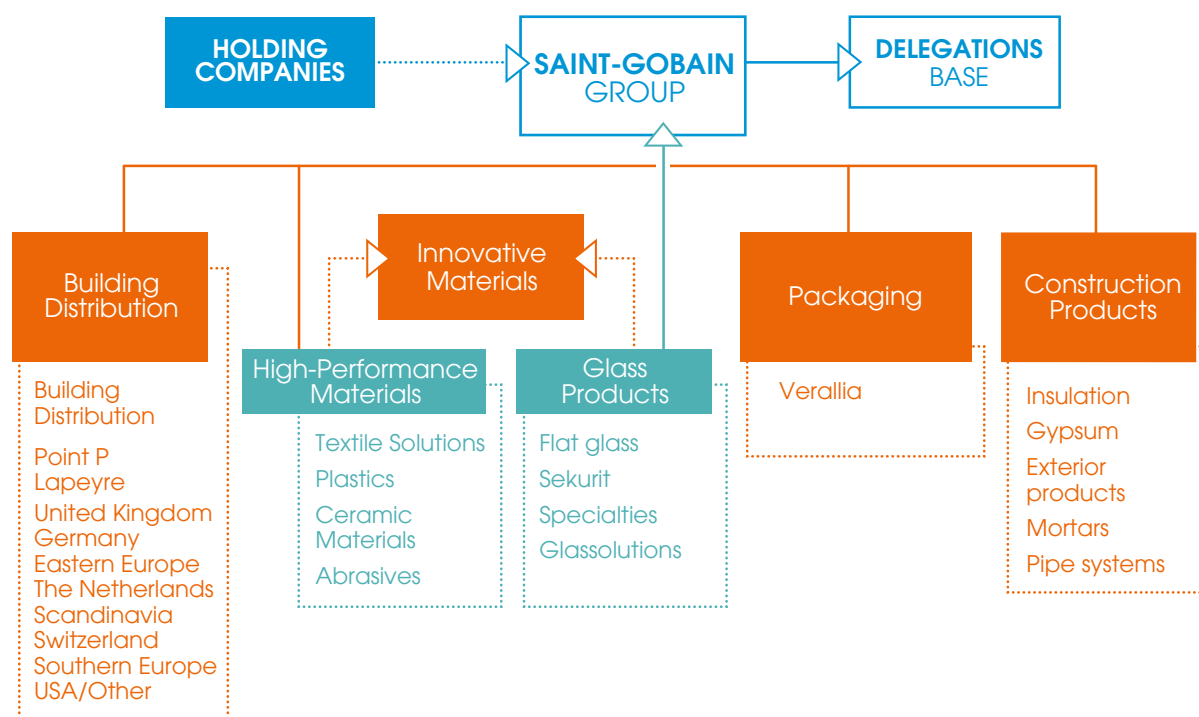 HOLDING
COMPANIES
SAINT-GOBAIN
GROUP
DELEGATIONS
BASE
Building
Distribution
Building
Distribution
Point P
Lapeyre
United Kingdom
Germany
Eastern Europe
The Netherlands
Scandinavia
Switzerland
Southern Europe
USA/Other
Innovative
Materials
High-Performance
Materials
Textile Solutions
Plastics
Ceramic
Materials
Abrasives
Glass
Products
Flat glass
Sekurit
Specialties
Glassolutions
Packaging
Verallia
Construction
Products
Insulation
Gypsum
Exterior
products
Mortars
Pipe systems